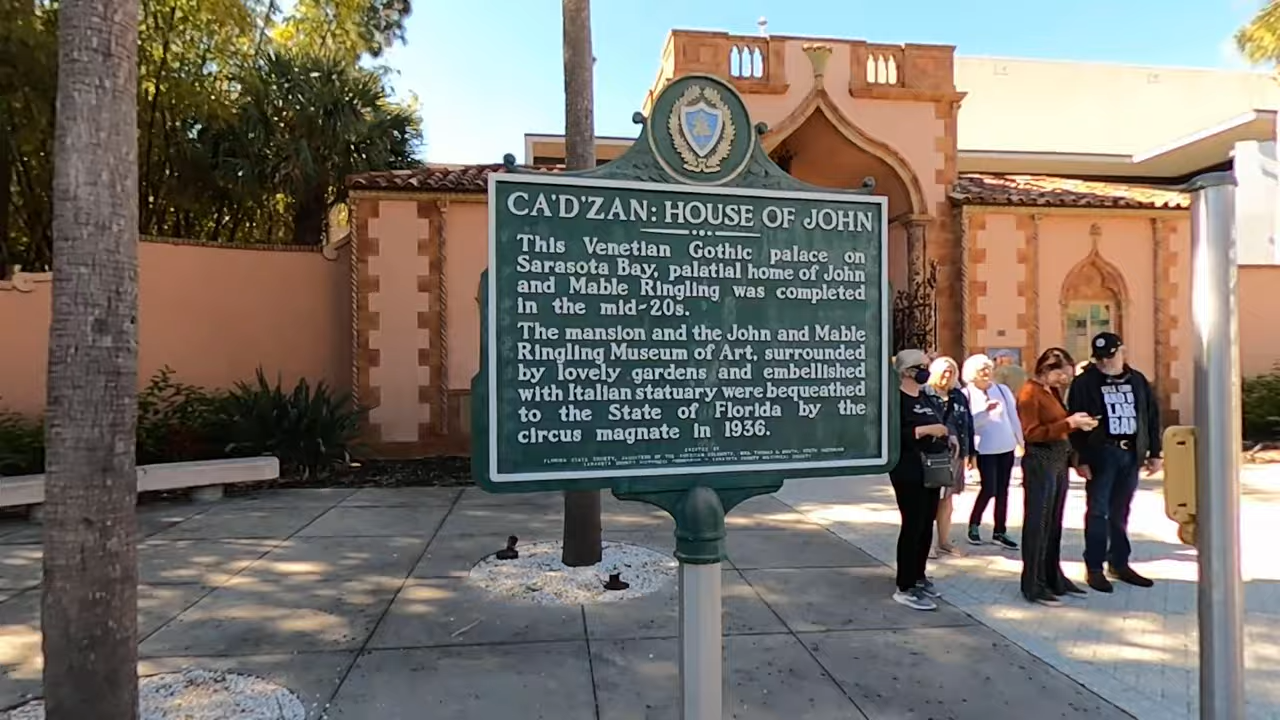 CA'D'ZAN: HOUSE OF JOHN
This Venetian Gothic palace on
Sarasota Bay, palatial home of John
and Mable Ringling was completed
in the mid-20s.
The mansion and the John and Mable
Ringling Museum of Art, surrounded
by lovely gardens and embellished
with Italian statuary were bequeathed
to the State of Florida by the
circus magnate in 1936.
LARGE